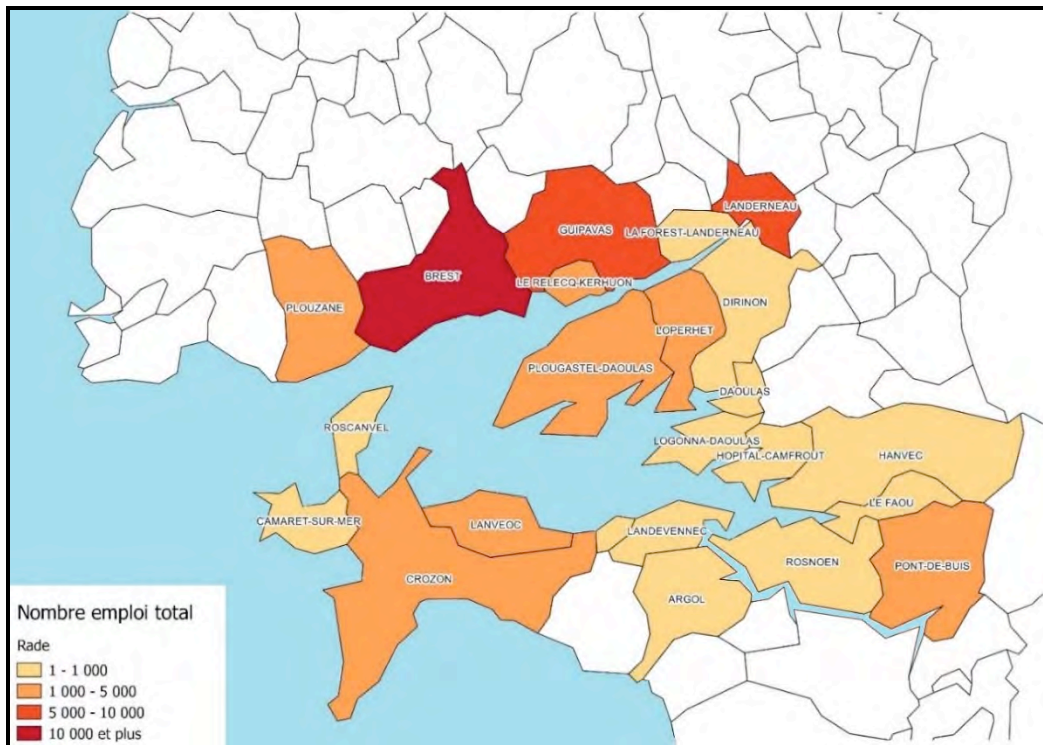 LANDERNEAU
GUIPAVAS
LA FOREST-LANDERNEAU
BREST
LE RELECQ-KERHUON
DIRINON
PLOUZANE
LOPERHET
PLOUGASTEL-DAOULAS
DAOULAS
ROSCANVEL
LOGONNA-DAOULAS
HOPITAL-CAMFROUT
HANVEC
LE FAOU
CAMARET-SUR-MER
LANVEOC
LANDEVENNEC
ROSNOEN
PONT-DE-BUIS
CROZON
ARGOL
Nombre emploi total
Rade
1 - 1 000
1 000 - 5 000
5 000 - 10 000
10 000 et plus